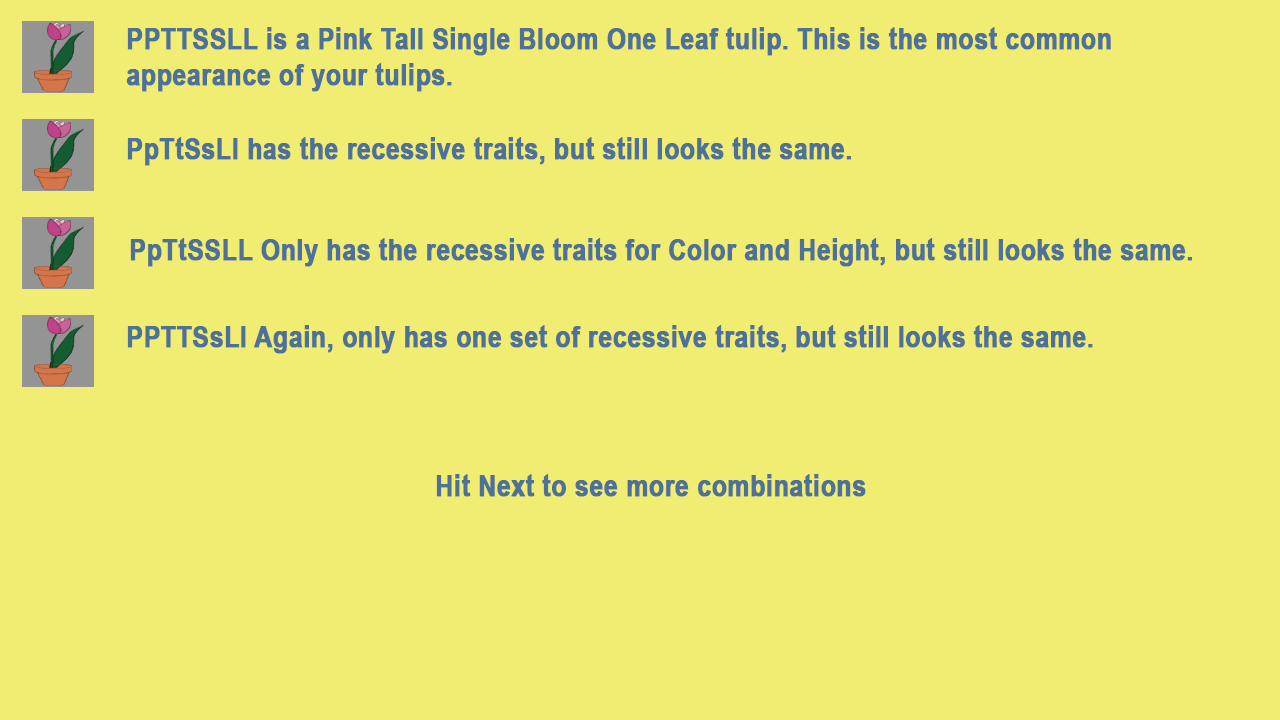 PPTTSSLL is a Pink Tall Single Bloom One Leaf tulip. This is the most common
appearance of your tulips.
PpTtSsLl has the recessive traits, but still looks the same.
PpTtSSLL Only has the recessive traits for Color and Height, but still looks the same.
PPTTSsLl Again, only has one set of recessive traits, but still looks the same.
Hit Next to see more combinations